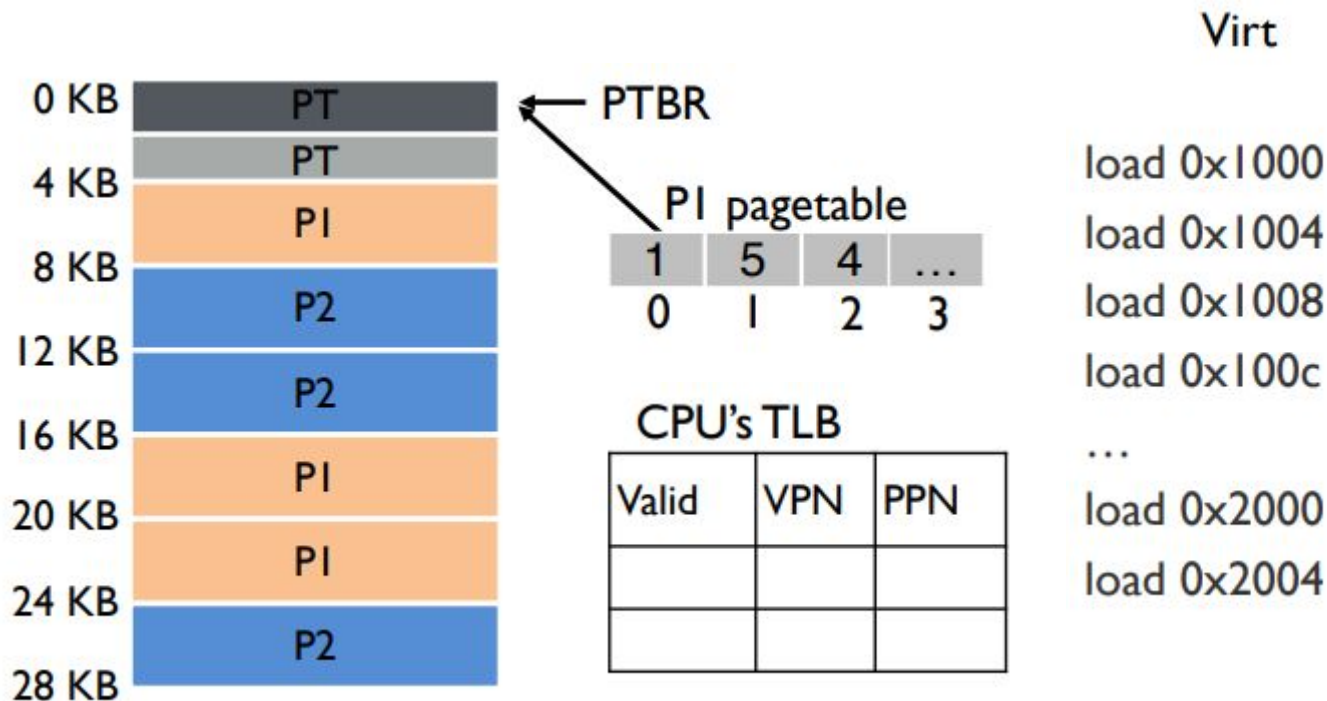 Virt
0 KB
PT
PTBR
PT
4 KB
P1
8 KB
P2
12 KB
P2
16 KB
P1
20 KB
P1
24 KB
P2
28 KB
P1 pagetable
1 5 4 ...
0 1 2 3
CPU's TLB
Valid VPN PPN
load 0x1000
load 0x1004
load 0x1008
load 0x100c
...
load 0x2000
load 0x2004